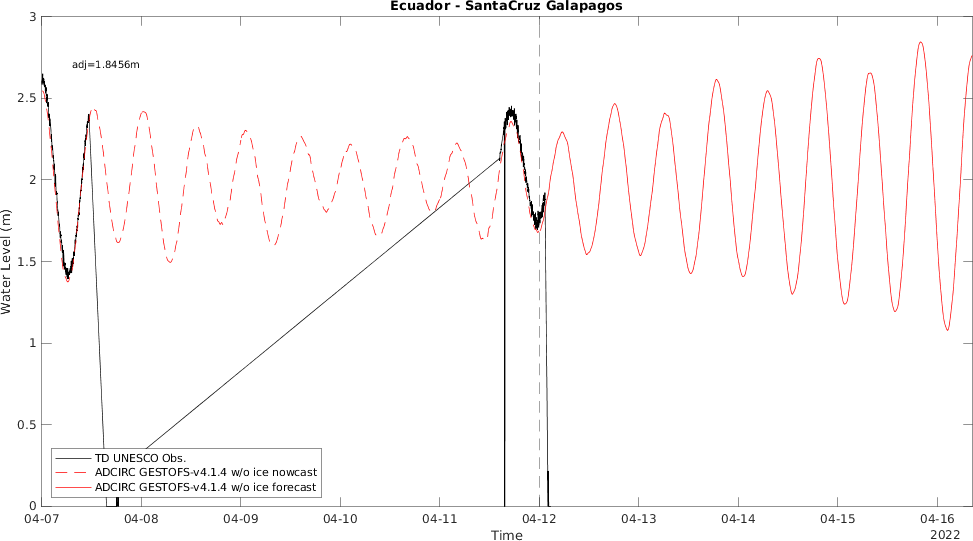 Ecuador - SantaCruz Galapagos
adj=1.8456m
Water Level (m)
3
2.5
2
1.5
1
0.5
0
TD UNESCO Obs.
ADCIRC GESTOFS-v4.1.4 w/o ice nowcast
ADCIRC GESTOFS-v4.1.4 w/o ice forecast
04-07 04-08 04-09 04-10 04-11 04-12 04-13 04-14 04-15 04-16
Time
2022